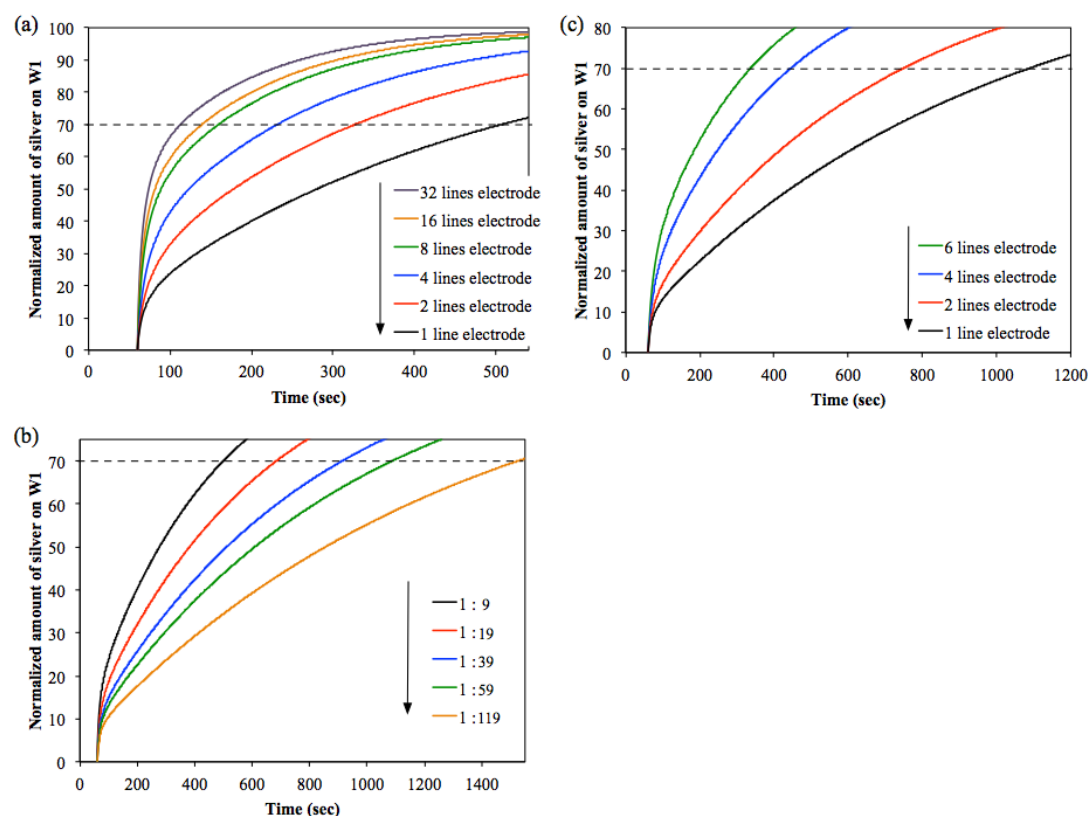 (a)
Normalized amount of silver on W1
100
90
80
70
60
50
40
30
20
10
0
0 100 200 300 400 500
Time (sec)
32 lines electrode
16 lines electrode
8 lines electrode
4 lines electrode
2 lines electrode
1 line electrode
(c)
Normalized amount of silver on W1
80
70
60
50
40
30
20
10
0
0 200 400 600 800 1000 1200
Time (sec)
6 lines electrode
4 lines electrode
2 lines electrode
1 line electrode
(b)
Normalized amount of silver on W1
70
60
50
40
30
20
10
0
0 200 400 600 800 1000 1200 1400
Time (sec)
1 : 9
1 : 19
1 : 39
1 : 59
1 : 119